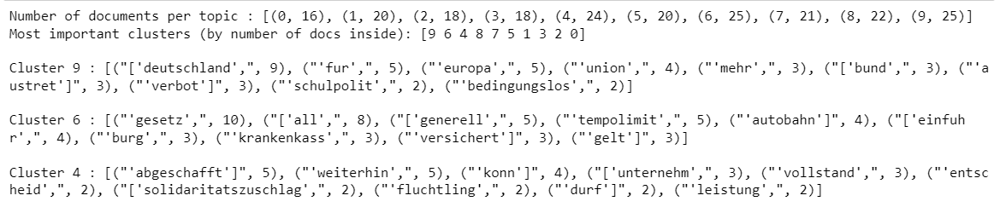 Number of documents per topic : [(0, 16), (1, 20), (2, 18), (3, 18), (4, 24), (5, 20), (6, 25), (7, 21), (8, 22), (9, 25)]
Most important clusters (by number of docs inside): [9 6 4 8 7 5 1 3 2 0]
Cluster 9 : [("['deutschland',", 9), ("'fur',", 5), ("'europa',", 5), ("'union',", 4), ("'mehr',", 3), ("['bund',", 3), ("'a
ustret']", 3), ("'verbot']", 3), ("'schulpolit',", 2), ("'bedingungslos',", 2)]
Cluster 6 : [("'gesetz',", 10), ("['all',", 8), ("['generell',", 5), ("'tempolimit',", 5), ("'autobahn']", 4), ("['einfuh
r',", 4), ("'burg',", 3), ("'krankenkass',", 3), ("'versichert']", 3), ("'gelt']", 3)]
Cluster 4 : [("'abgeschafft']", 5), ("'weiterhin',", 5), ("'konn']", 4), ("['unternehm',", 3), ("'vollstand',", 3), ("'entsc
heid',", 2), ("['solidaritatszuschlag',", 2), ("'fluchtling',", 2), ("'durf']", 2), ("'leistung',", 2)]